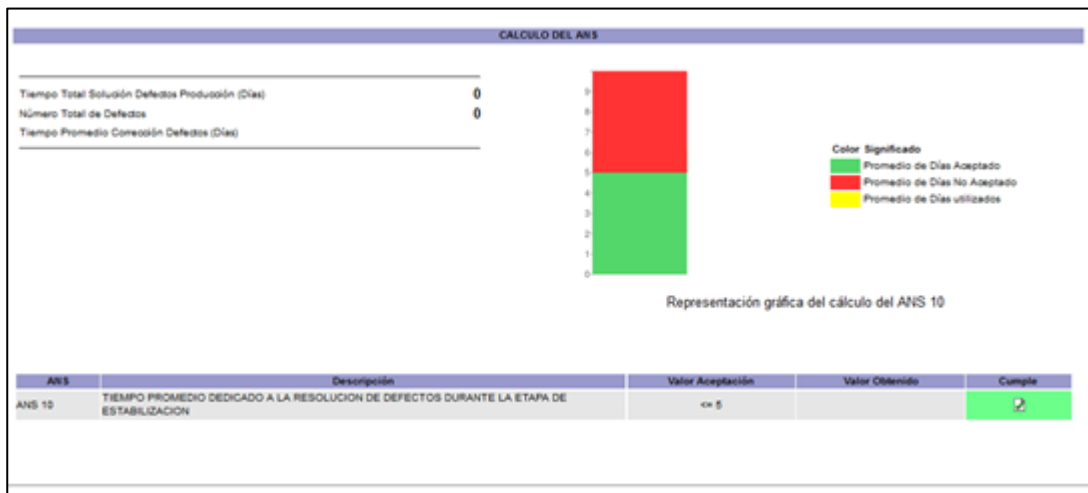 CALCULO DEL ANS
Tiempo Total Solución Defectos Producción (Días) 0
Número Total de Defectos 0
Tiempo Promedio Corrección Defectos (Días)
9
8
7
6
5
4
3
2
1
0
Color Significado
Promedio de Días Aceptado
Promedio de Días No Aceptado
Promedio de Días utilizados
Representación gráfica del cálculo del ANS 10
ANS Descripción Valor Aceptación Valor Obtenido Cumple
ANS 10 TIEMPO PROMEDIO DEDICADO A LA RESOLUCION DE DEFECTOS DURANTE LA ETAPA DE <= 5
ESTABILIZACION